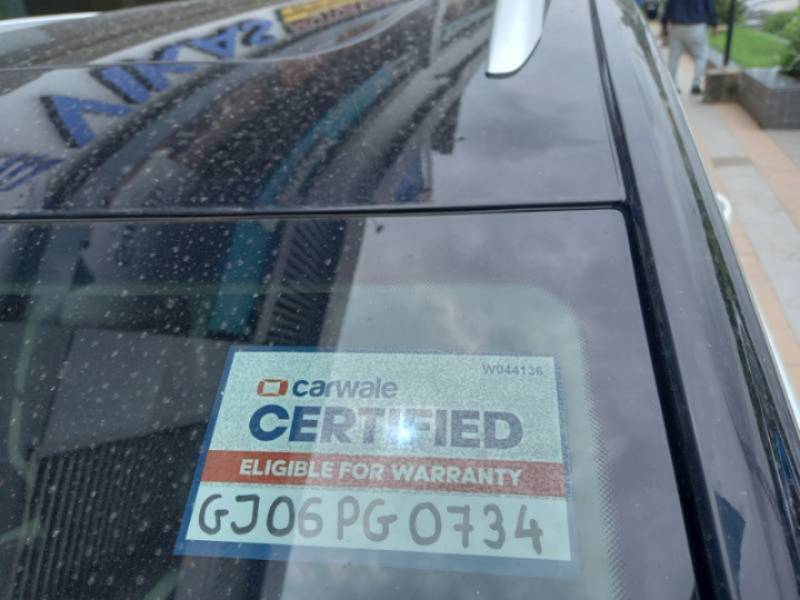 W044136
carwale
CERTIFIED
ELIGIBLE FOR WARRANTY
GJ06PG0734